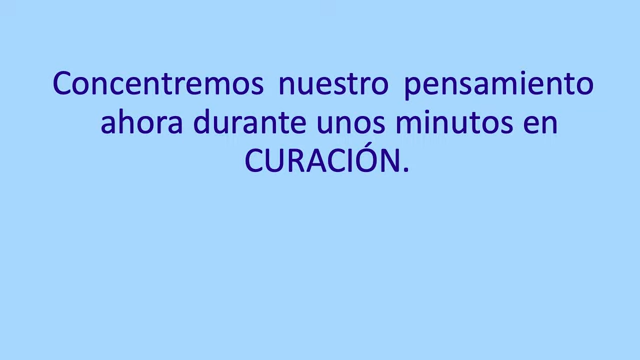 Concentremos nuestro pensamiento
ahora durante unos minutos en
CURACIÓN.